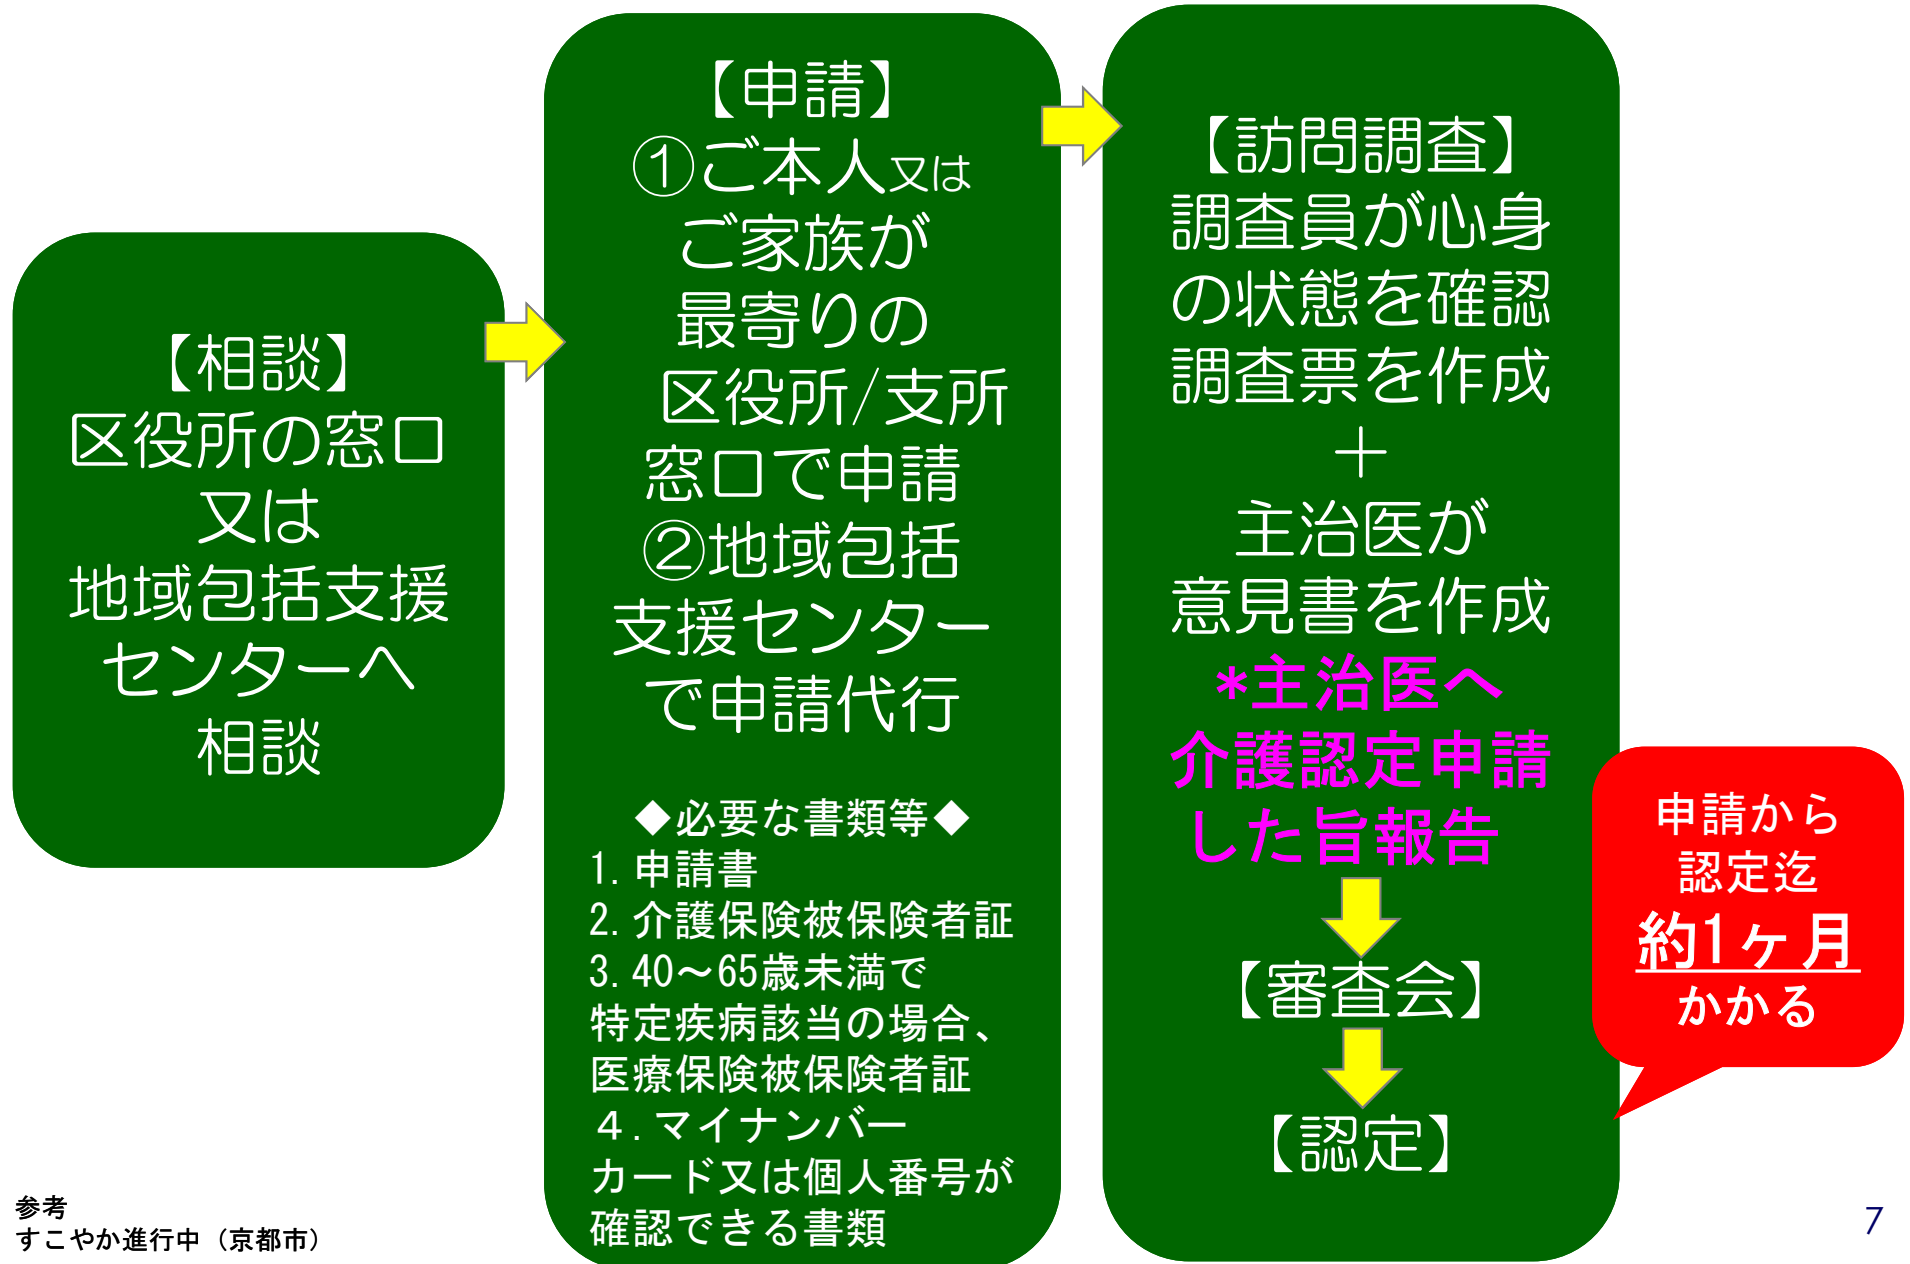 【相談】
区役所の窓口
又は
地域包括支援
センターへ
相談
【申請】
①ご本人又は
ご家族が
最寄りの
区役所/支所
窓口で申請
②地域包括
支援センター
で申請代行
◆必要な書類等◆
1. 申請書
2. 介護保険被保険者証
3. 40～65歳未満で
特定疾病該当の場合、
医療保険被保険者証
４. マイナンバー
カード又は個人番号が
確認できる書類
【訪問調査】
調査員が心身
の状態を確認
調査票を作成
＋
主治医が
意見書を作成
*主治医へ
介護認定申請
した旨報告
【審査会】
【認定】
申請から
認定迄
約1ヶ月
かかる
参考
すこやか進行中（京都市）
7